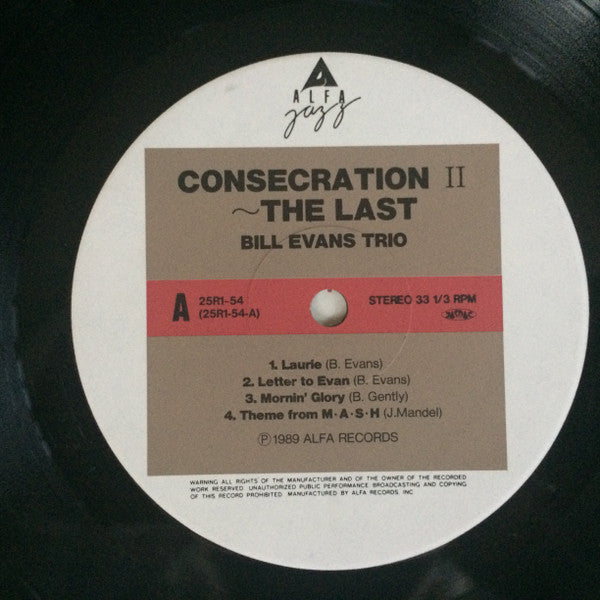 ALFA
jazz
CONSECRATION II
~THE LAST
BILL EVANS TRIO
A 25R1-54 STEREO 33 1/3 RPM
(25R1-54-A)
1. Laurie (B. Evans)
2. Letter to Evan (B. Evans)
3. Mornin' Glory (B. Gently)
4. Theme from M·A·S·H (J.Mandel)
Ⓟ1989 ALFA RECORDS
WARNING ALL RIGHTS OF THE MANUFACTURER AND OF THE OWNER OF THE RECORDED
WORK RESERVED. UNAUTHORIZED PUBLIC PERFORMANCE BROADCASTING AND COPYING
OF THIS RECORD PROHIBITED. MANUFACTURED BY ALFA RECORDS, INC